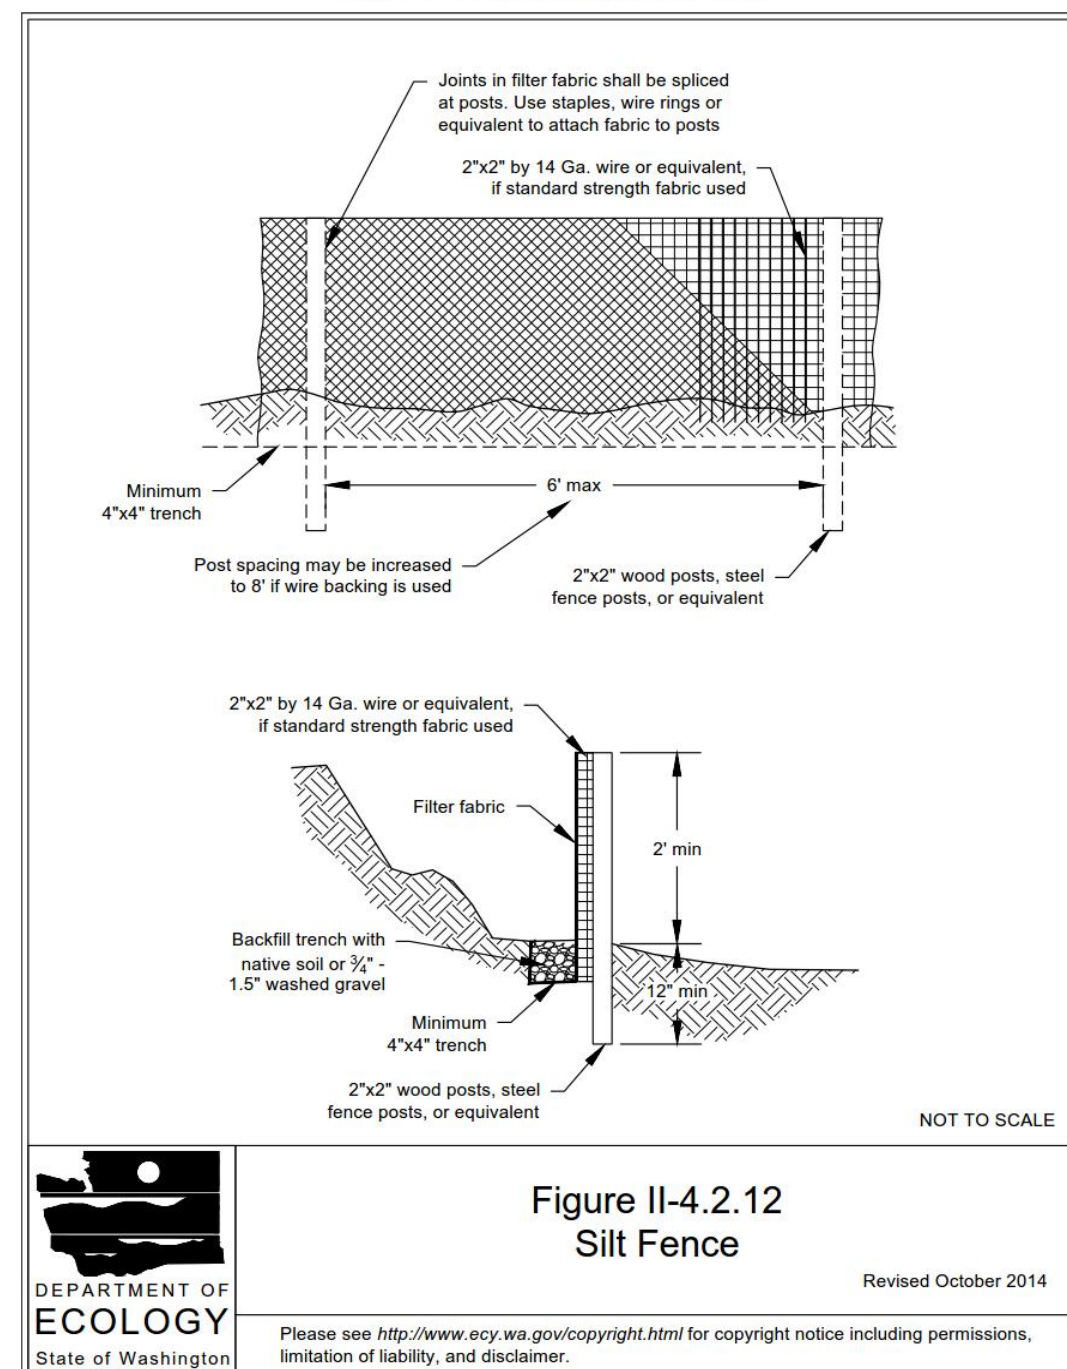 Joints in filter fabric shall be spliced
at posts. Use staples, wire rings or
equivalent to attach fabric to posts
2"x2" by 14 Ga. wire or equivalent,
if standard strength fabric used
6' max
Minimum
4"x4" trench
Post spacing may be increased
to 8' if wire backing is used
2"x2" wood posts, steel
fence posts, or equivalent
2"x2" by 14 Ga. wire or equivalent,
if standard strength fabric used
Filter fabric
2' min
Backfill trench with
native soil or ¾" -
1.5" washed gravel
12" min
Minimum
4"x4" trench
2"x2" wood posts, steel
fence posts, or equivalent
NOT TO SCALE
Figure II-4.2.12
Silt Fence
Revised October 2014
DEPARTMENT OF
ECOLOGY
State of Washington
Please see http://www.ecy.wa.gov/copyright.html for copyright notice including permissions,
limitation of liability, and disclaimer.